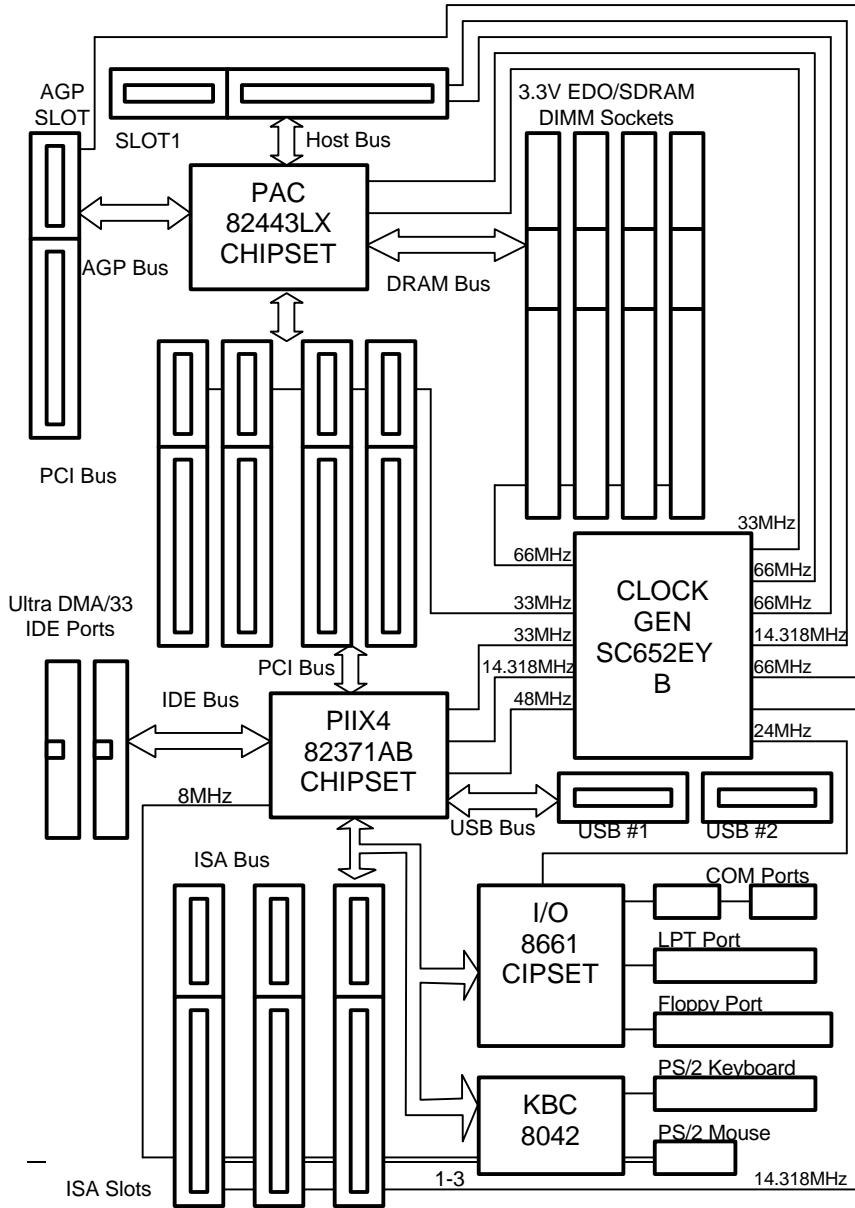 AGP
SLOT
SLOT1
Host Bus
3.3V EDO/SDRAM
DIMM Sockets
PAC
82443LX
CHIPSET
AGP Bus
DRAM Bus
PCI Bus
33MHz
66MHz
66MHz
33MHz
66MHz
CLOCK
GEN
SC652EY
B
Ultra DMA/33
IDE Ports
33MHz
14.318MHz
PCI Bus
14.318MHz
66MHz
IDE Bus
48MHz
24MHz
PIIX4
82371AB
CHIPSET
8MHz
USB Bus
USB #1
USB #2
ISA Bus
COM Ports
I/O
8661
CIPSET
LPT Port
Floppy Port
PS/2 Keyboard
KBC
8042
PS/2 Mouse
ISA Slots
1-3
14.318MHz